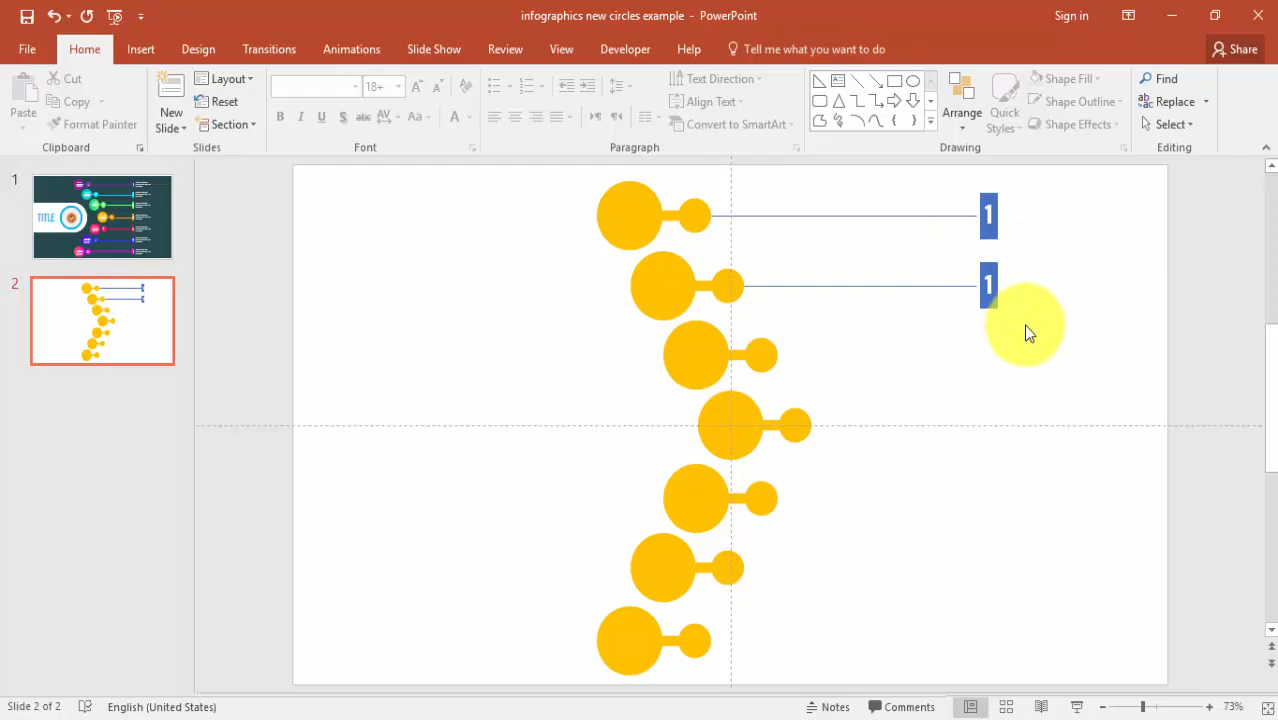 infographics new circles example - PowerPoint
Sign in
File
Home
Insert
Design
Transitions
Animations
Slide Show
Review
View
Developer
Help
Tell me what you want to do
Share
Paste
Cut
Copy
Format Painter
Clipboard
New
Slide
Layout
Reset
Section
Slides
18+
B I U S abc AV Aa A
Font
Text Direction
Align Text
Convert to SmartArt
Paragraph
Arrange
Quick
Styles
Shape Fill
Shape Outline
Shape Effects
Drawing
Find
Replace
Select
Editing
1
TITLE
2
1
1
Slide 2 of 2
English (United States)
Notes
Comments
73%